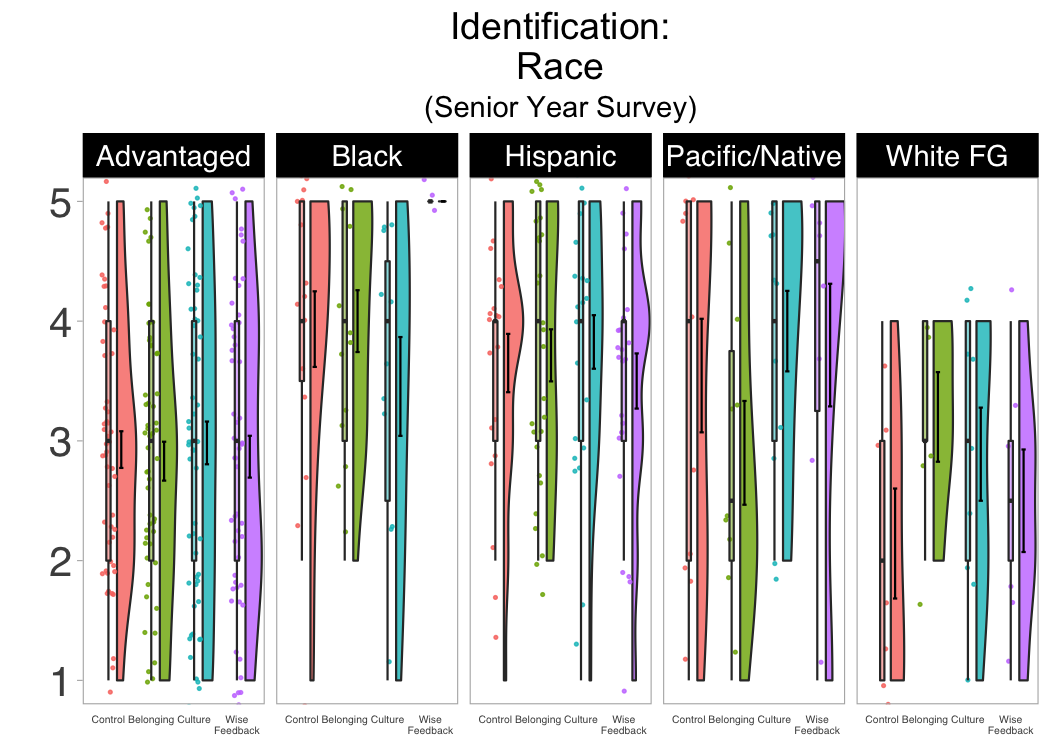 Identification:
Race
(Senior Year Survey)
Advantaged Black Hispanic Pacific/Native White FG
5
4
3
2
1
Control Belonging Culture Wise Feedback Control Belonging Culture Wise Feedback Control Belonging Culture Wise Feedback Control Belonging Culture Wise Feedback Control Belonging Culture Wise Feedback